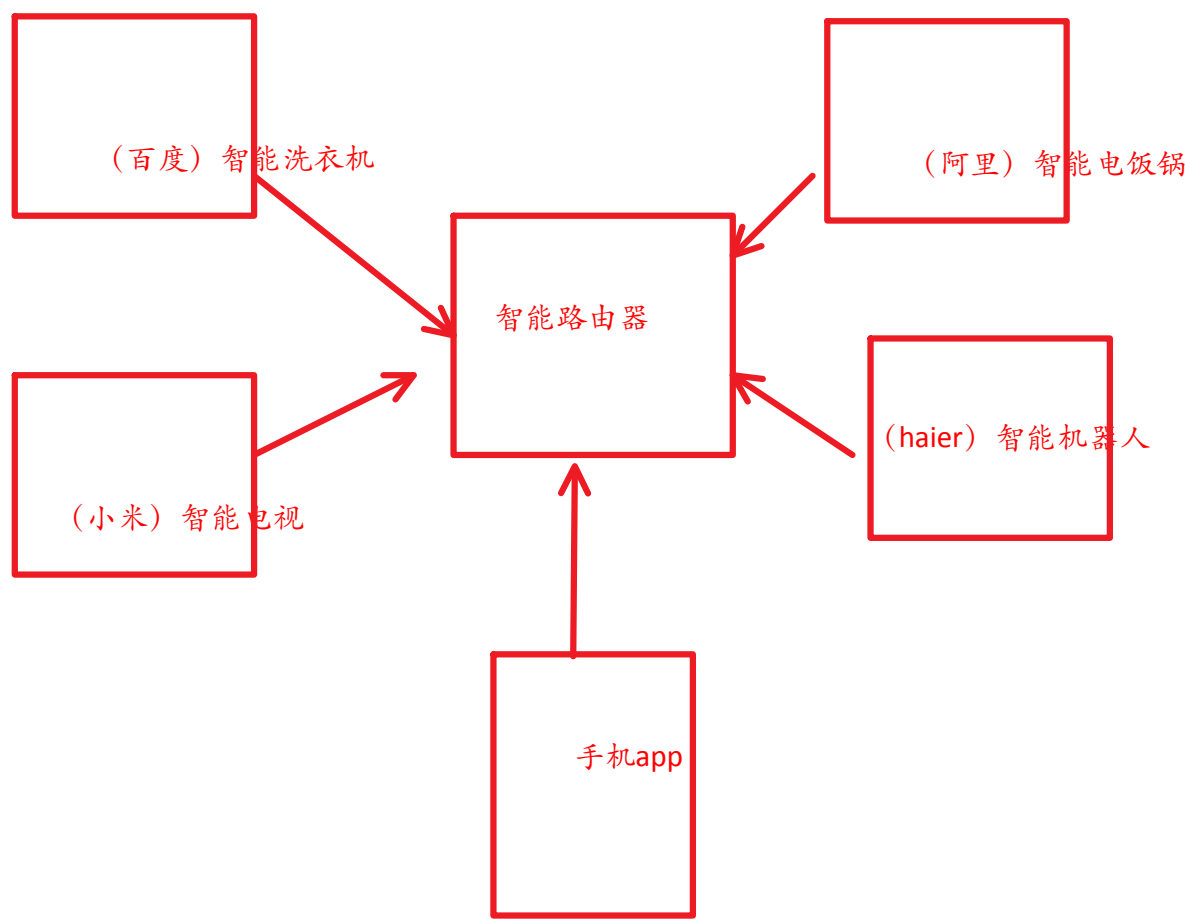 （百度）智能洗衣机
（阿里）智能电饭锅
智能路由器
（haier）智能机器人
（小米）智能电视
手机app